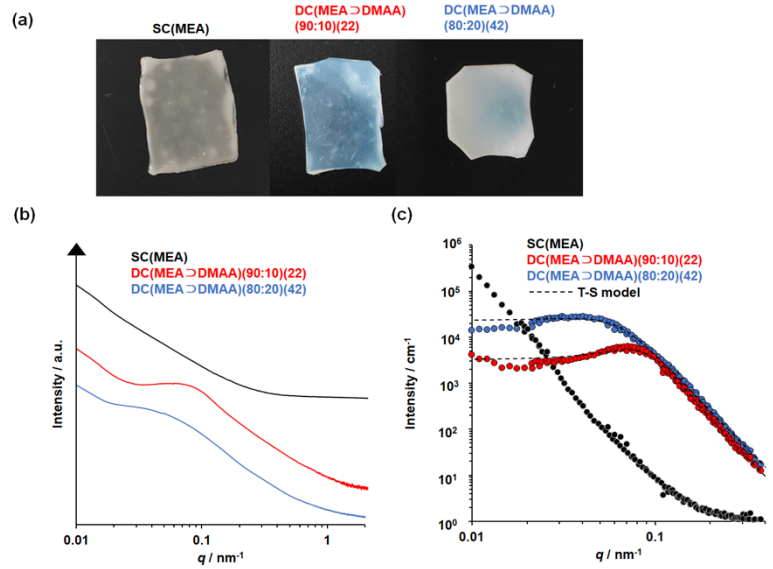 (a)
SC(MEA)
DC(MEA⊃DMAA)
(90:10)(22)
DC(MEA⊃DMAA)
(80:20)(42)
(b)
SC(MEA)
DC(MEA⊃DMAA)(90:10)(22)
DC(MEA⊃DMAA)(80:20)(42)
Intensity / a.u.
0.01
0.1
1
q / nm⁻¹
(c)
SC(MEA)
DC(MEA⊃DMAA)(90:10)(22)
DC(MEA⊃DMAA)(80:20)(42)
T-S model
Intensity / cm⁻¹
10⁶
10⁵
10⁴
10³
10²
10¹
10⁰
0.01
0.1
q / nm⁻¹